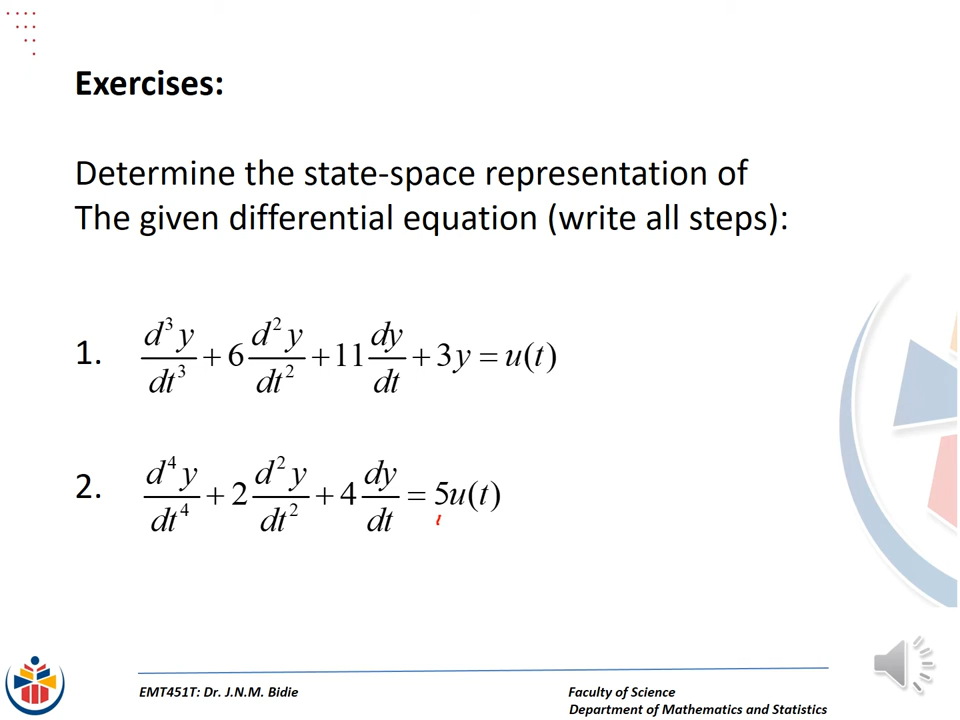 Exercises:
Determine the state-space representation of
The given differential equation (write all steps):
1. d³y/dt³ + 6 d²y/dt² + 11 dy/dt + 3y = u(t)
2. d⁴y/dt⁴ + 2 d²y/dt² + 4 dy/dt = 5u(t)
EMT451T: Dr. J.N.M. Bidie
Faculty of Science
Department of Mathematics and Statistics